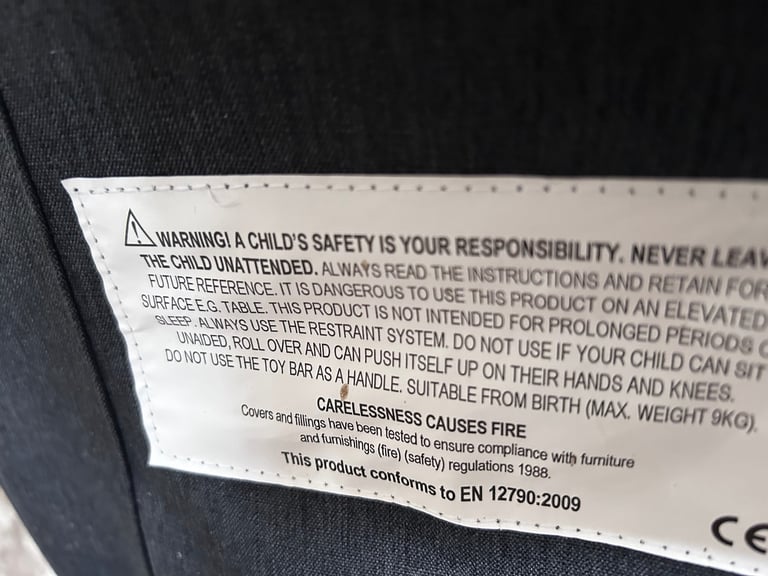 WARNING! A CHILD'S SAFETY IS YOUR RESPONSIBILITY. NEVER LEAV
THE CHILD UNATTENDED. ALWAYS READ THE INSTRUCTIONS AND RETAIN FOR
FUTURE REFERENCE. IT IS DANGEROUS TO USE THIS PRODUCT ON AN ELEVATED
SURFACE E.G. TABLE. THIS PRODUCT IS NOT INTENDED FOR PROLONGED PERIODS O
SLEEP. ALWAYS USE THE RESTRAINT SYSTEM. DO NOT USE IF YOUR CHILD CAN SIT
UNAIDED, ROLL OVER AND CAN PUSH ITSELF UP ON THEIR HANDS AND KNEES.
DO NOT USE THE TOY BAR AS A HANDLE. SUITABLE FROM BIRTH (MAX. WEIGHT 9KG).
CARELESSNESS CAUSES FIRE
Covers and fillings have been tested to ensure compliance with furniture
and furnishings (fire) (safety) regulations 1988.
This product conforms to EN 12790:2009
CE